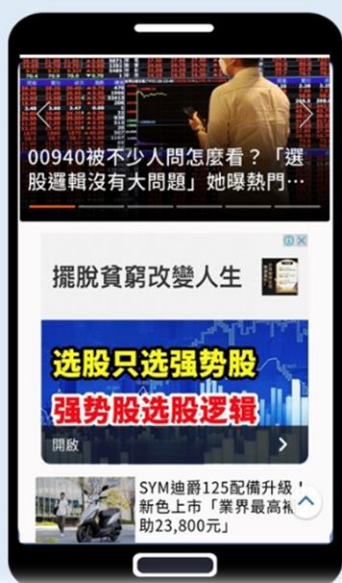 00940被不少人問怎麼看？「選
股邏輯沒有大問題」她曝熱門…
擺脫貧窮改變人生
选股只选强势股
强势股选股逻辑
開啟
SYM迪爵125配備升級！
新色上市「業界最高補
助23,800元」